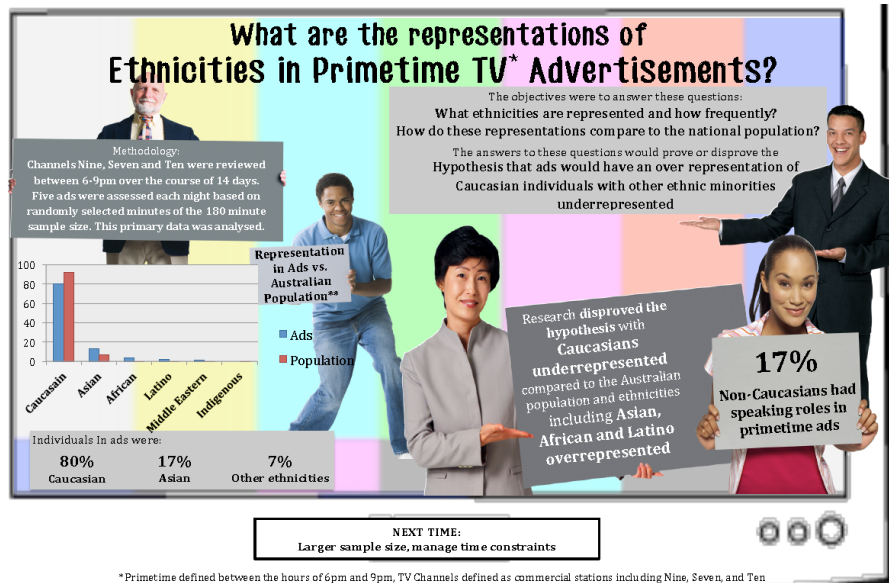 What are the representations of
Ethnicities in Primetime TV* Advertisements?
The objectives were to answer these questions:
What ethnicities are represented and how frequently?
How do these representations compare to the national population?
The answers to these questions would prove or disprove the
Hypothesis that ads would have an over representation of
Caucasian individuals with other ethnic minorities
underrepresented
Methodology:
Channels Nine, Seven and Ten were reviewed
between 6-9pm over the course of 14 days.
Five ads were assessed each night based on
randomly selected minutes of the 180 minute
sample size. This primary data was analysed.
Representation
in Ads vs.
Australian
Population**
100
80
60
40
20
0
Caucasain
Asian
African
Latino
Middle Eastern
Indigenous
Ads
Population
Individuals In ads were:
80% 17% 7%
Caucasian Asian Other ethnicities
Research disproved the
hypothesis with
Caucasians
underrepresented
compared to the Australian
population and ethnicities
including Asian,
African and Latino
overrepresented
17%
Non-Caucasians had
speaking roles in
primetime ads
NEXT TIME:
Larger sample size, manage time constraints
*Primetime defined between the hours of 6pm and 9pm, TV Channels defined as commercial stations including Nine, Seven, and Ten